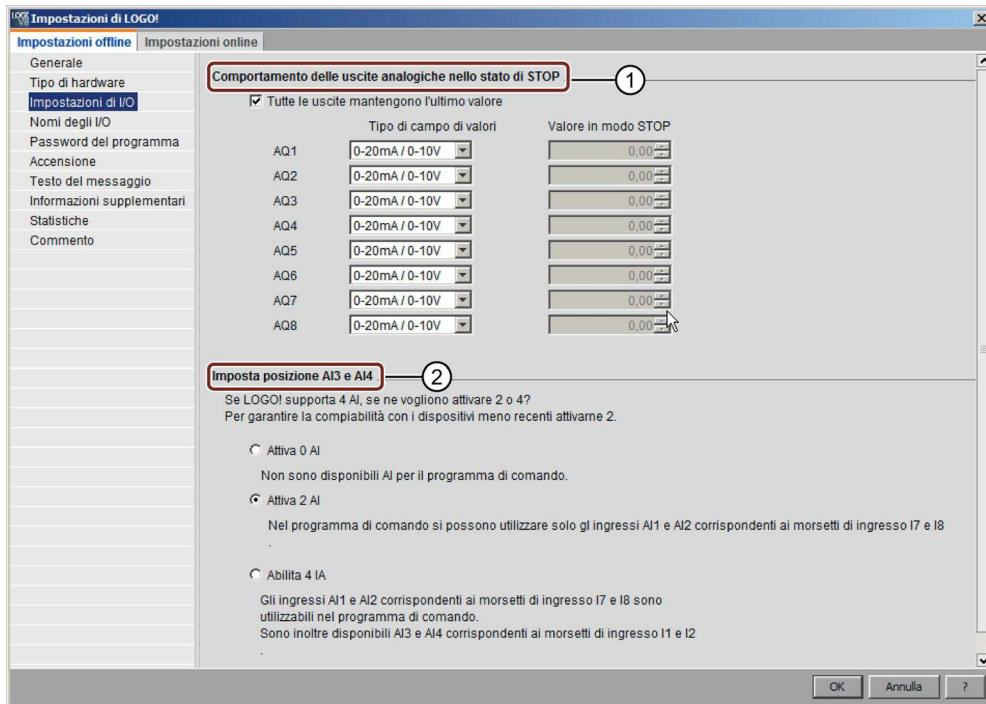 Impostazioni di LOGO!
Impostazioni offline
Impostazioni online
Generale
Tipo di hardware
Impostazioni di I/O
Nomi degli I/O
Password del programma
Accensione
Testo del messaggio
Informazioni supplementari
Statistiche
Commento
Comportamento delle uscite analogiche nello stato di STOP
1
Tutte le uscite mantengono l'ultimo valore
Tipo di campo di valori Valore in modo STOP
AQ1 0-20mA / 0-10V 0,00
AQ2 0-20mA / 0-10V 0,00
AQ3 0-20mA / 0-10V 0,00
AQ4 0-20mA / 0-10V 0,00
AQ5 0-20mA / 0-10V 0,00
AQ6 0-20mA / 0-10V 0,00
AQ7 0-20mA / 0-10V 0,00
AQ8 0-20mA / 0-10V 0,00
Imposta posizione AI3 e AI4
2
Se LOGO! supporta 4 AI, se ne vogliono attivare 2 o 4?
Per garantire la compiabilità con i dispositivi meno recenti attivarne 2.
Attiva 0 AI
Non sono disponibili AI per il programma di comando.
Attiva 2 AI
Nel programma di comando si possono utilizzare solo gl ingressi AI1 e AI2 corrispondenti ai morsetti di ingresso I7 e I8
.
Abilita 4 IA
Gli ingressi AI1 e AI2 corrispondenti ai morsetti di ingresso I7 e I8 sono
utilizzabili nel programma di comando.
Sono inoltre disponibili AI3 e AI4 corrispondenti ai morsetti di ingresso I1 e I2
.
OK Annulla ?